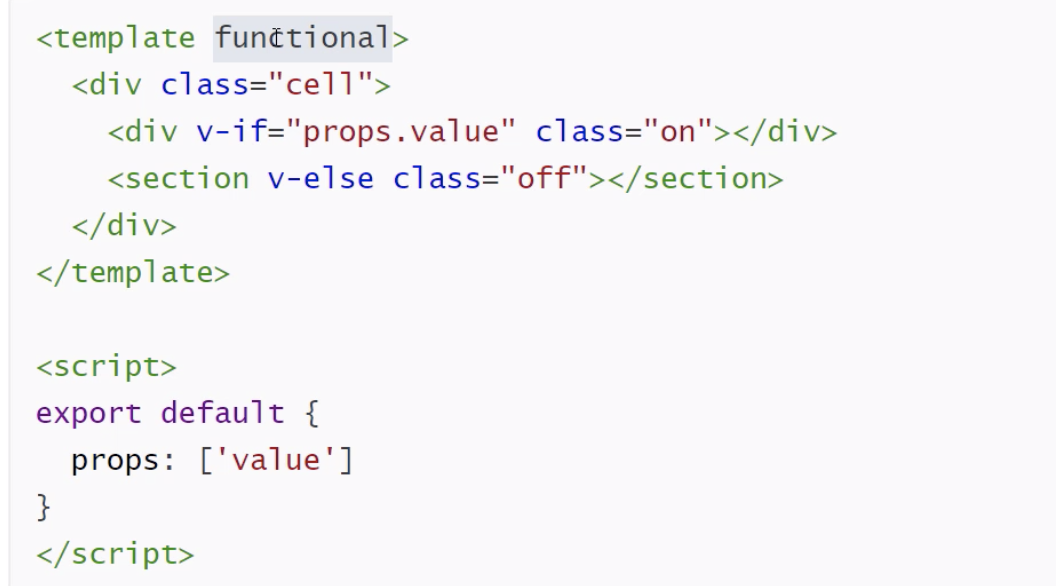 <template functional>
  <div class="cell">
    <div v-if="props.value" class="on"></div>
    <section v-else class="off"></section>
  </div>
</template>

<script>
export default {
  props: ['value']
}
</script>